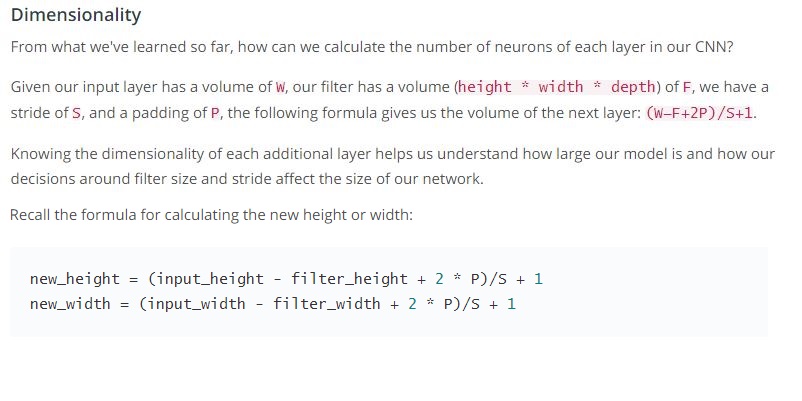 Dimensionality
From what we've learned so far, how can we calculate the number of neurons of each layer in our CNN?
Given our input layer has a volume of W, our filter has a volume (height * width * depth) of F, we have a
stride of S, and a padding of P, the following formula gives us the volume of the next layer: (W−F+2P)/S+1.
Knowing the dimensionality of each additional layer helps us understand how large our model is and how our
decisions around filter size and stride affect the size of our network.
Recall the formula for calculating the new height or width:
new_height = (input_height - filter_height + 2 * P)/S + 1
new_width = (input_width - filter_width + 2 * P)/S + 1